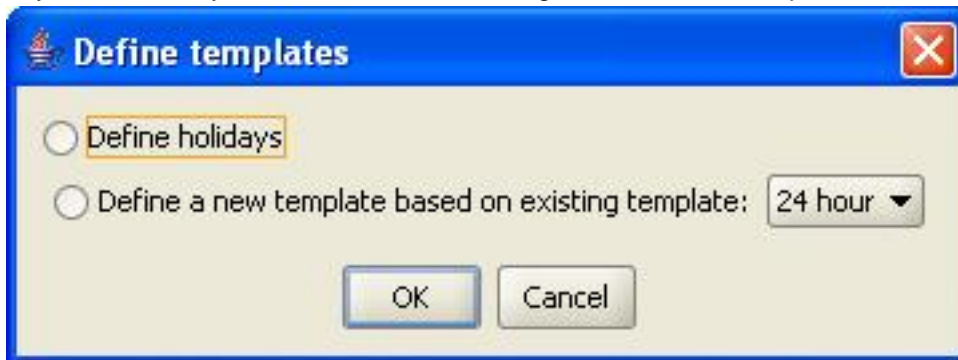 Define templates
Define holidays
Define a new template based on existing template: 24 hour
OK Cancel